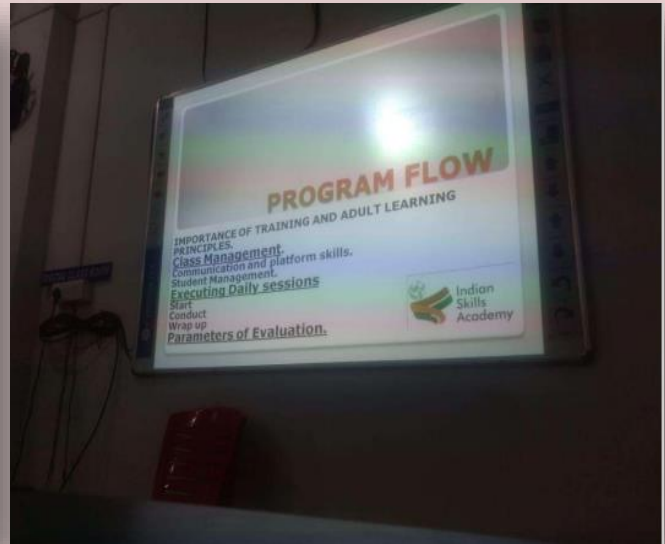 PROGRAM FLOW
IMPORTANCE OF TRAINING AND ADULT LEARNING
PRINCIPLES.
Class Management.
Communication and platform skills.
Student Management.
Executing Daily sessions
Start
Conduct
Wrap up
Parameters of Evaluation.
Indian
Skills
Academy